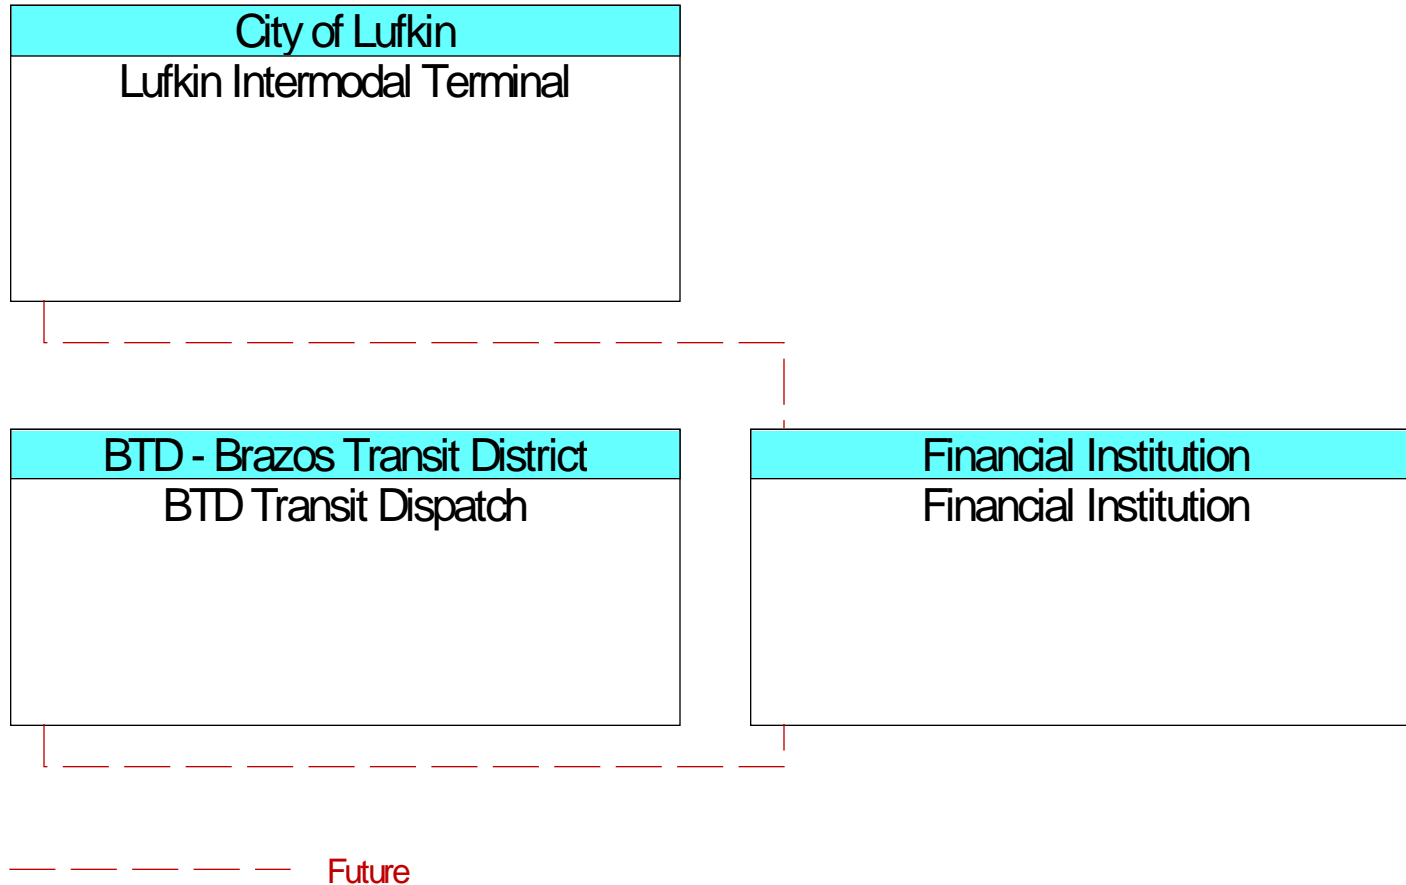 City of Lufkin
Lufkin Intermodal Terminal
BTD - Brazos Transit District
BTD Transit Dispatch
Financial Institution
Financial Institution
Future